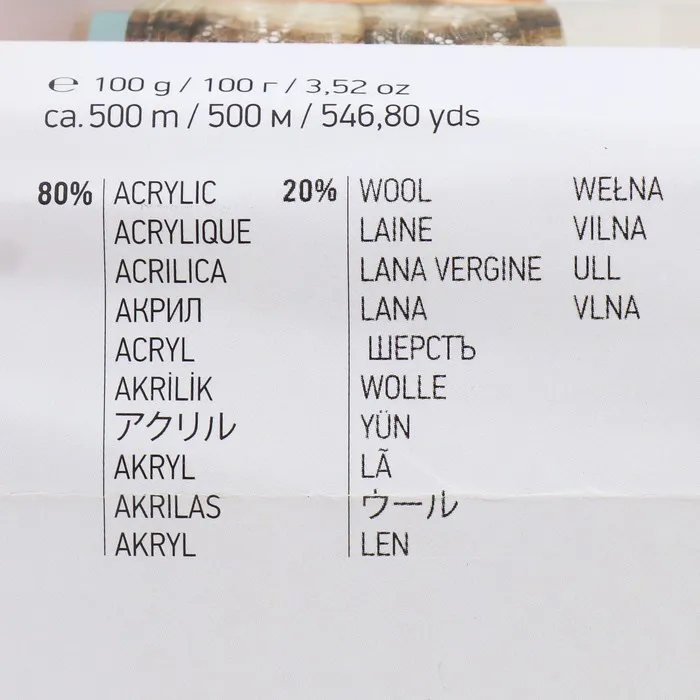 ℮ 100 g / 100 г / 3,52 oz
ca. 500 m / 500 м / 546,80 yds
80% ACRYLIC 20% WOOL WEŁNA
ACRYLIQUE LAINE VILNA
ACRILICA LANA VERGINE ULL
АКРИЛ LANA VLNA
ACRYL ШЕРСТЬ
AKRİLİK WOLLE
アクリル YÜN
AKRYL LÃ
AKRILAS ウール
AKRYL LEN